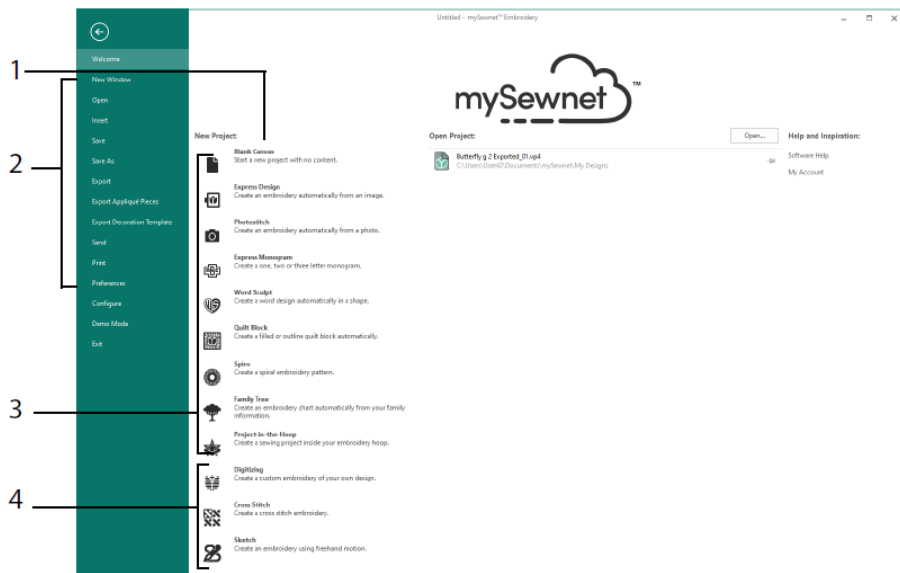 Untitled - mySewnet™ Embroidery
Welcome
New Window
Open
Insert
Save
Save As
Export
Export Appliqué Pieces
Export Decoration Template
Send
Print
Preferences
Configure
Demo Mode
Exit
1
2
3
4
mySewnet™
New Project:
Blank Canvas
Start a new project with no content.
Express Design
Create an embroidery automatically from an image.
Photostitch
Create an embroidery automatically from a photo.
Express Monogram
Create a one, two or three letter monogram,
Word Sculpt
Create a word design automatically in a shape.
Quilt Block
Create a filled or outline quilt block automatically.
Spiro
Create a spiral embroidery pattern.
Family Tree
Create an embroidery chart automatically from your family
information.
Project-in-the-Hoop
Create a sewing project inside your embroidery hoop.
Digitizing
Create a custom embroidery of your own design.
Cross Stitch
Create a cross stitch embroidery.
Sketch
Create an embroidery using freehand motion.
Open Project:
Open...
Butterfly g 2 Exported_01.vp4
C:\Users\User42\Documents\mySewnet\My Designs
Help and Inspiration:
Software Help
My Account